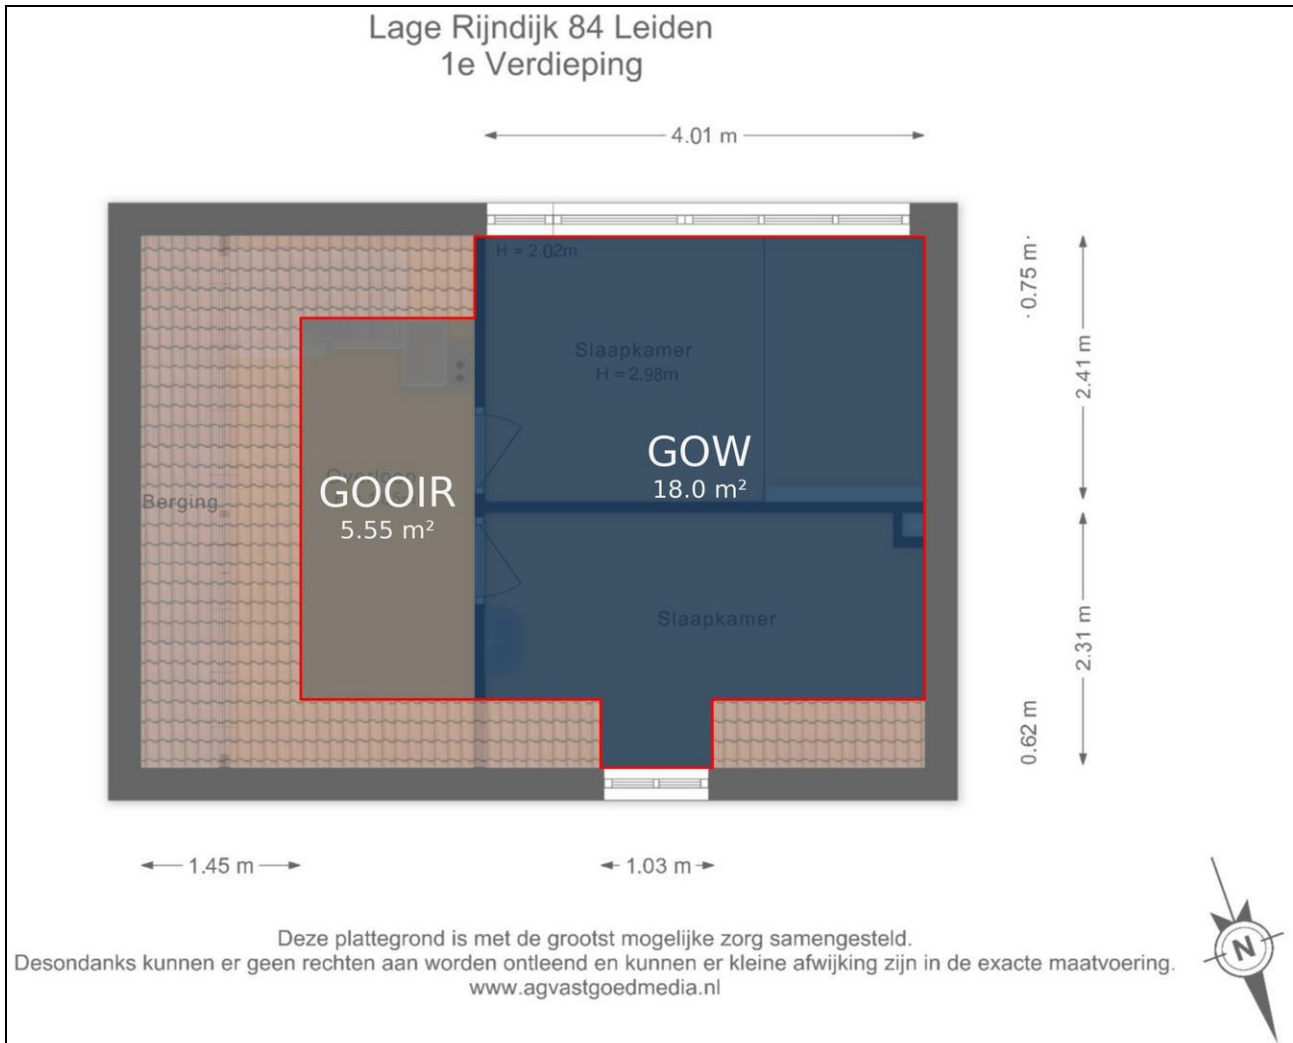 Lage Rijndijk 84 Leiden
1e Verdieping
4.01 m
H = 2.02m
0.75 m
2.41 m
Slaapkamer
H = 2.98m
GOW
18.0 m²
Overloop
GOOIR
5.55 m²
Berging
Slaapkamer
2.31 m
0.62 m
1.45 m
1.03 m
N
Deze plattegrond is met de grootst mogelijke zorg samengesteld.
Desondanks kunnen er geen rechten aan worden ontleend en kunnen er kleine afwijking zijn in de exacte maatvoering.
www.agvastgoedmedia.nl